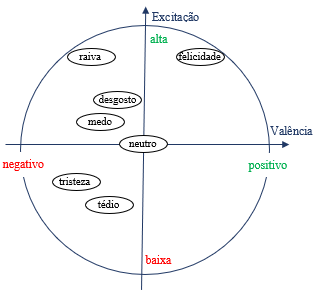 Excitação
alta
raiva
felicidade
desgosto
medo
Valência
neutro
negativo
positivo
tristeza
tédio
baixa